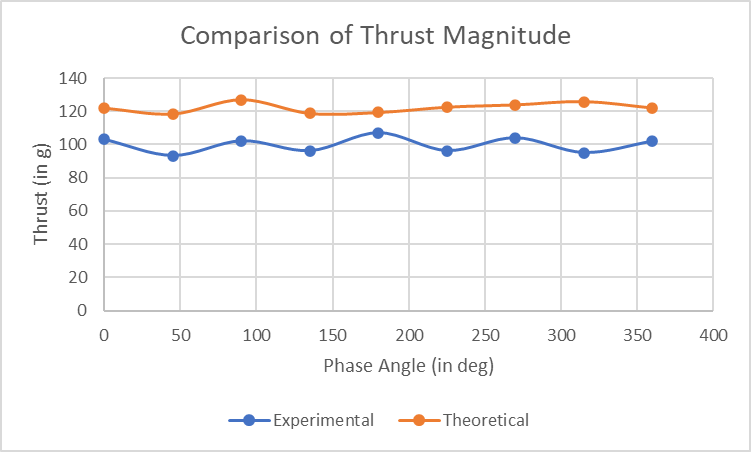 Comparison of Thrust Magnitude
140
120
100
80
60
40
20
0
Thrust (in g)
0 50 100 150 200 250 300 350 400
Phase Angle (in deg)
Experimental Theoretical